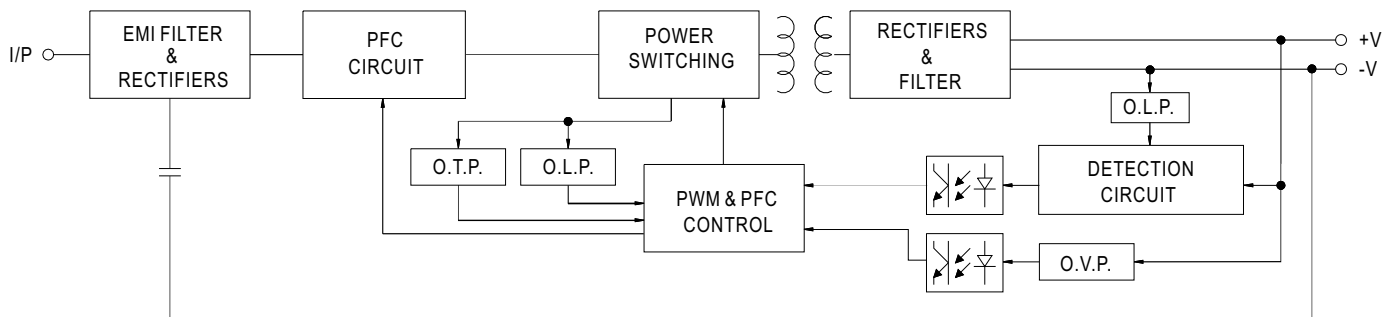 I/P
EMI FILTER
&
RECTIFIERS
PFC
CIRCUIT
POWER
SWITCHING
RECTIFIERS
&
FILTER
+V
-V
O.L.P.
O.T.P.
O.L.P.
DETECTION
CIRCUIT
PWM & PFC
CONTROL
O.V.P.